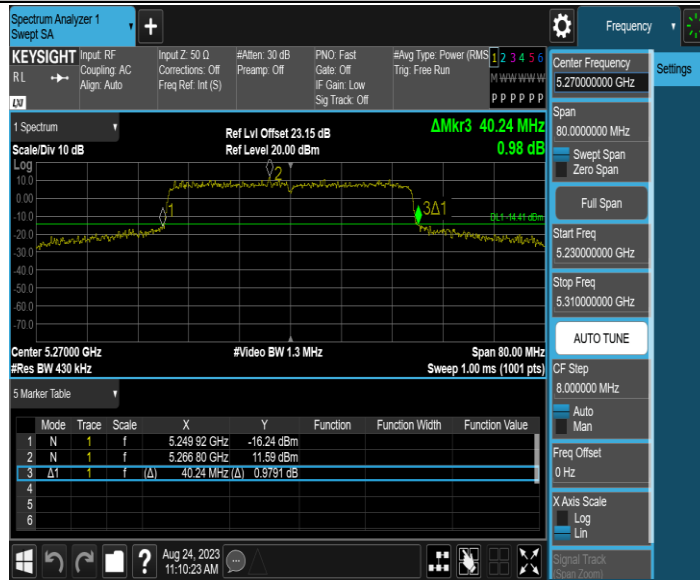 Spectrum Analyzer 1
Swept SA
+
Frequency
KEYSIGHT
Input: RF
Input Z: 50 Ω
#Atten: 30 dB
PNO: Fast
#Avg Type: Power (RMS
1 2 3 4 5 6
RL
Coupling: AC
Corrections: Off
Preamp: Off
Gate: Off
Trig: Free Run
M W W W W W
Align: Auto
Freq Ref: Int (S)
IF Gain: Low
Sig Track: Off
P P P P P P
LXI
1 Spectrum
Ref Lvl Offset 23.15 dB
ΔMkr3 40.24 MHz
Scale/Div 10 dB
Ref Level 20.00 dBm
0.98 dB
Log
10.0
0.00
-10.0
-20.0
-30.0
-40.0
-50.0
-60.0
-70.0
1
2
3Δ1
DL1 -14.41 dBm
Center 5.27000 GHz
#Video BW 1.3 MHz
Span 80.00 MHz
#Res BW 430 kHz
Sweep 1.00 ms (1001 pts)
5 Marker Table
Mode Trace Scale X Y Function Function Width Function Value
1 N 1 f 5.249 92 GHz -16.24 dBm
2 N 1 f 5.266 80 GHz 11.59 dBm
3 Δ1 1 f (Δ) 40.24 MHz (Δ) 0.9791 dB
4
5
6
?
Aug 24, 2023
11:10:23 AM
Center Frequency
5.270000000 GHz
Settings
Span
80.0000000 MHz
Swept Span
Zero Span
Full Span
Start Freq
5.230000000 GHz
Stop Freq
5.310000000 GHz
AUTO TUNE
CF Step
8.000000 MHz
Auto
Man
Freq Offset
0 Hz
X Axis Scale
Log
Lin
Signal Track
(Span Zoom)